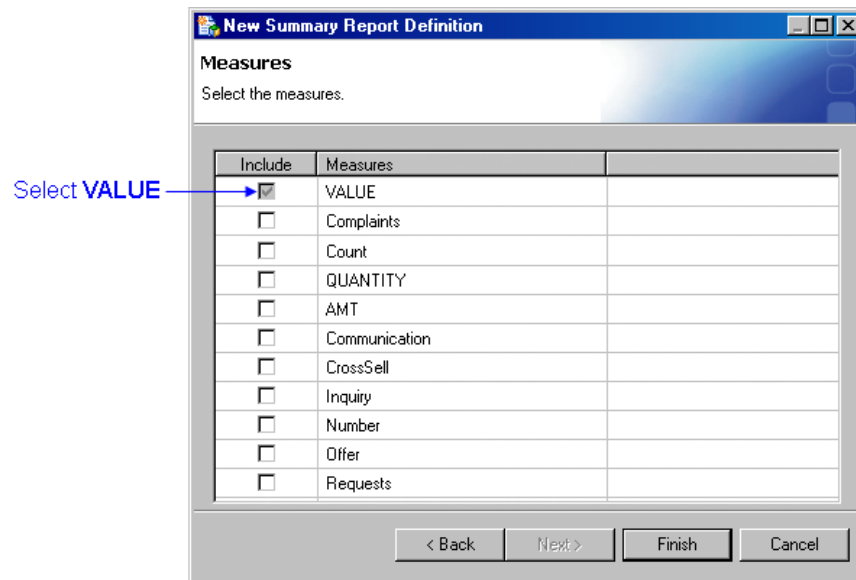 New Summary Report Definition
Measures
Select the measures.
Include Measures
Select VALUE
VALUE
Complaints
Count
QUANTITY
AMT
Communication
CrossSell
Inquiry
Number
Offer
Requests
< Back Next > Finish Cancel